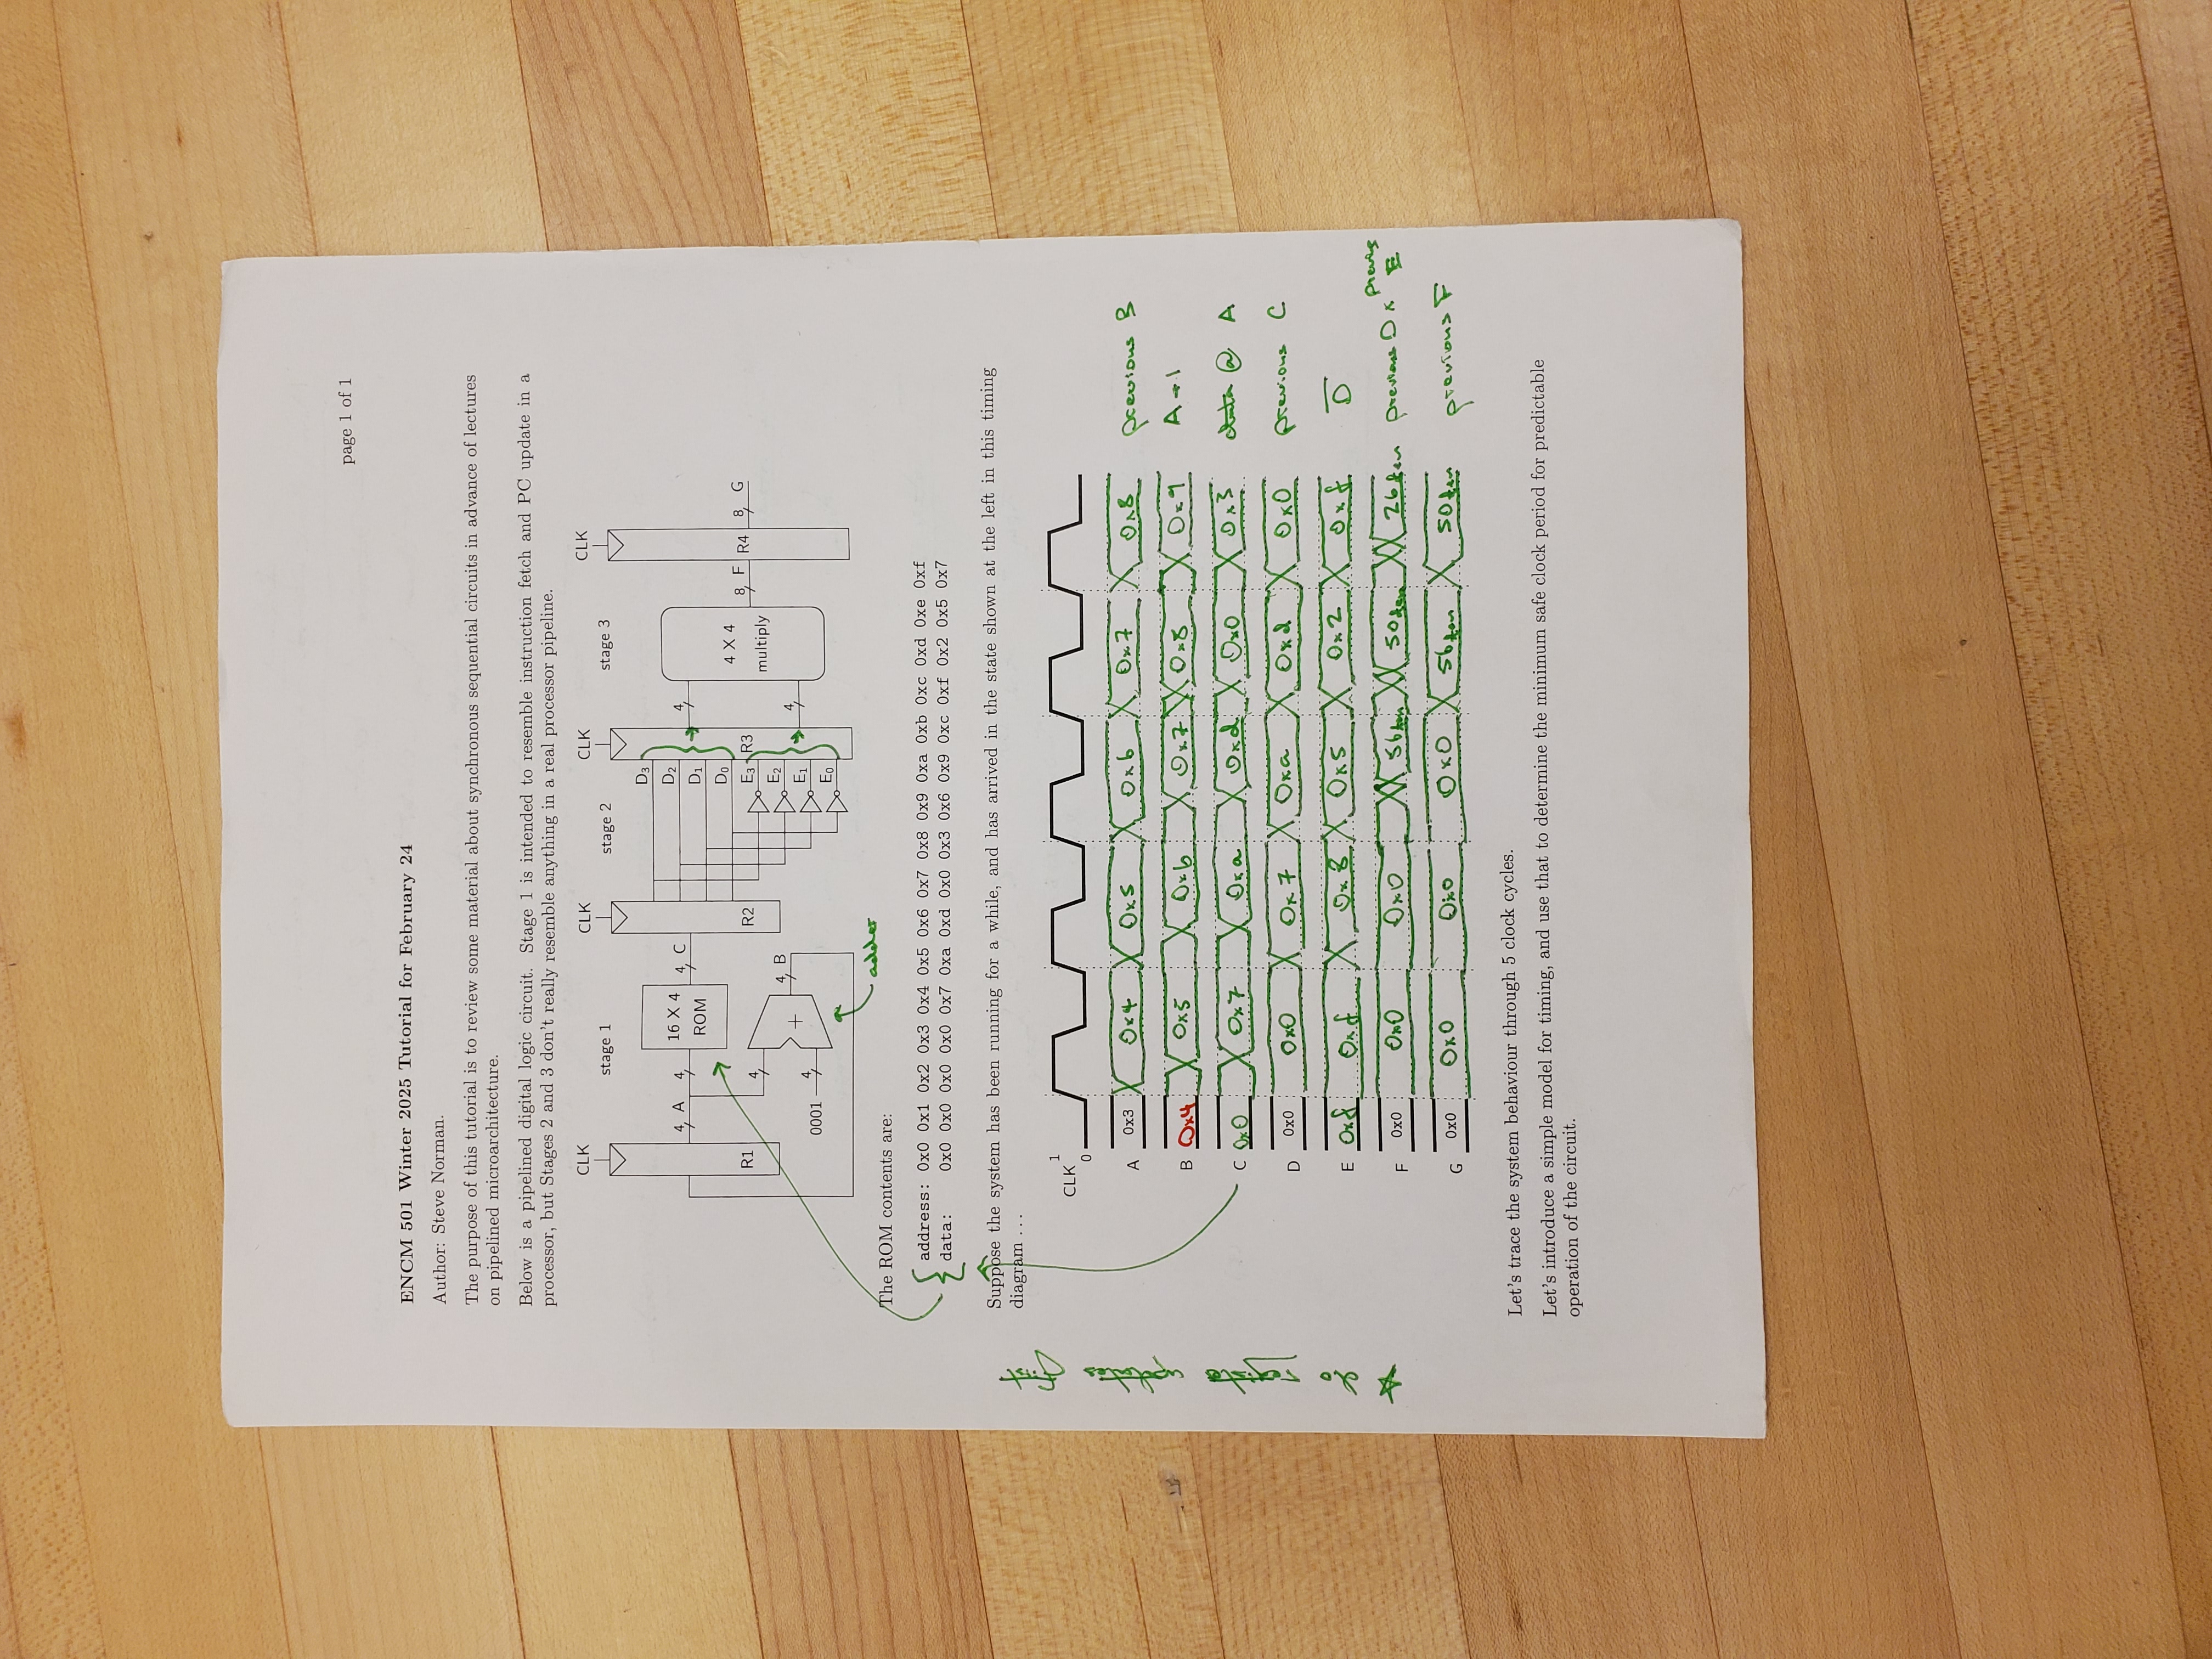 page 1 of 1
ENCM 501 Winter 2025 Tutorial for February 24
Author: Steve Norman.
The purpose of this tutorial is to review some material about synchronous sequential circuits in advance of lectures
on pipelined microarchitecture.
Below is a pipelined digital logic circuit. Stage 1 is intended to resemble instruction fetch and PC update in a
processor, but Stages 2 and 3 don't really resemble anything in a real processor pipeline.
CLK CLK CLK CLK
stage 1 stage 2 stage 3
D3
4 A 4 16 X 4 ROM 4 C D2
D1
D0
4
R1 R2 E3 R3 4 X 4 multiply 8 F R4 8 G
4 E2
4 B
+ E1 4
0001 4 E0
adder
The ROM contents are:
address: 0x0 0x1 0x2 0x3 0x4 0x5 0x6 0x7 0x8 0x9 0xa 0xb 0xc 0xd 0xe 0xf
data: 0x0 0x0 0x0 0x0 0x7 0xa 0xd 0x0 0x3 0x6 0x9 0xc 0xf 0x2 0x5 0x7
Suppose the system has been running for a while, and has arrived in the state shown at the left in this timing
diagram ...
CLK 1 0
A 0x3 0x4 0x5 0x6 0x7 0x8 previous B
B 0x4 0x5 0x6 0x7 0x8 0x9 A+1
C 0x0 0x7 0xa 0xd 0x0 0x3 data @ A
D 0x0 0x0 0x7 0xa 0xd 0x0 previous C
E 0xf 0xf 0x8 0x5 0x2 0xf D̅
F 0x0 0x0 0x0 56ten 50ten 26ten previous D x previous E
G 0x0 0x0 0x0 0x0 56ten 50ten previous F
do register updates first
Let's trace the system behaviour through 5 clock cycles.
Let's introduce a simple model for timing, and use that to determine the minimum safe clock period for predictable
operation of the circuit.